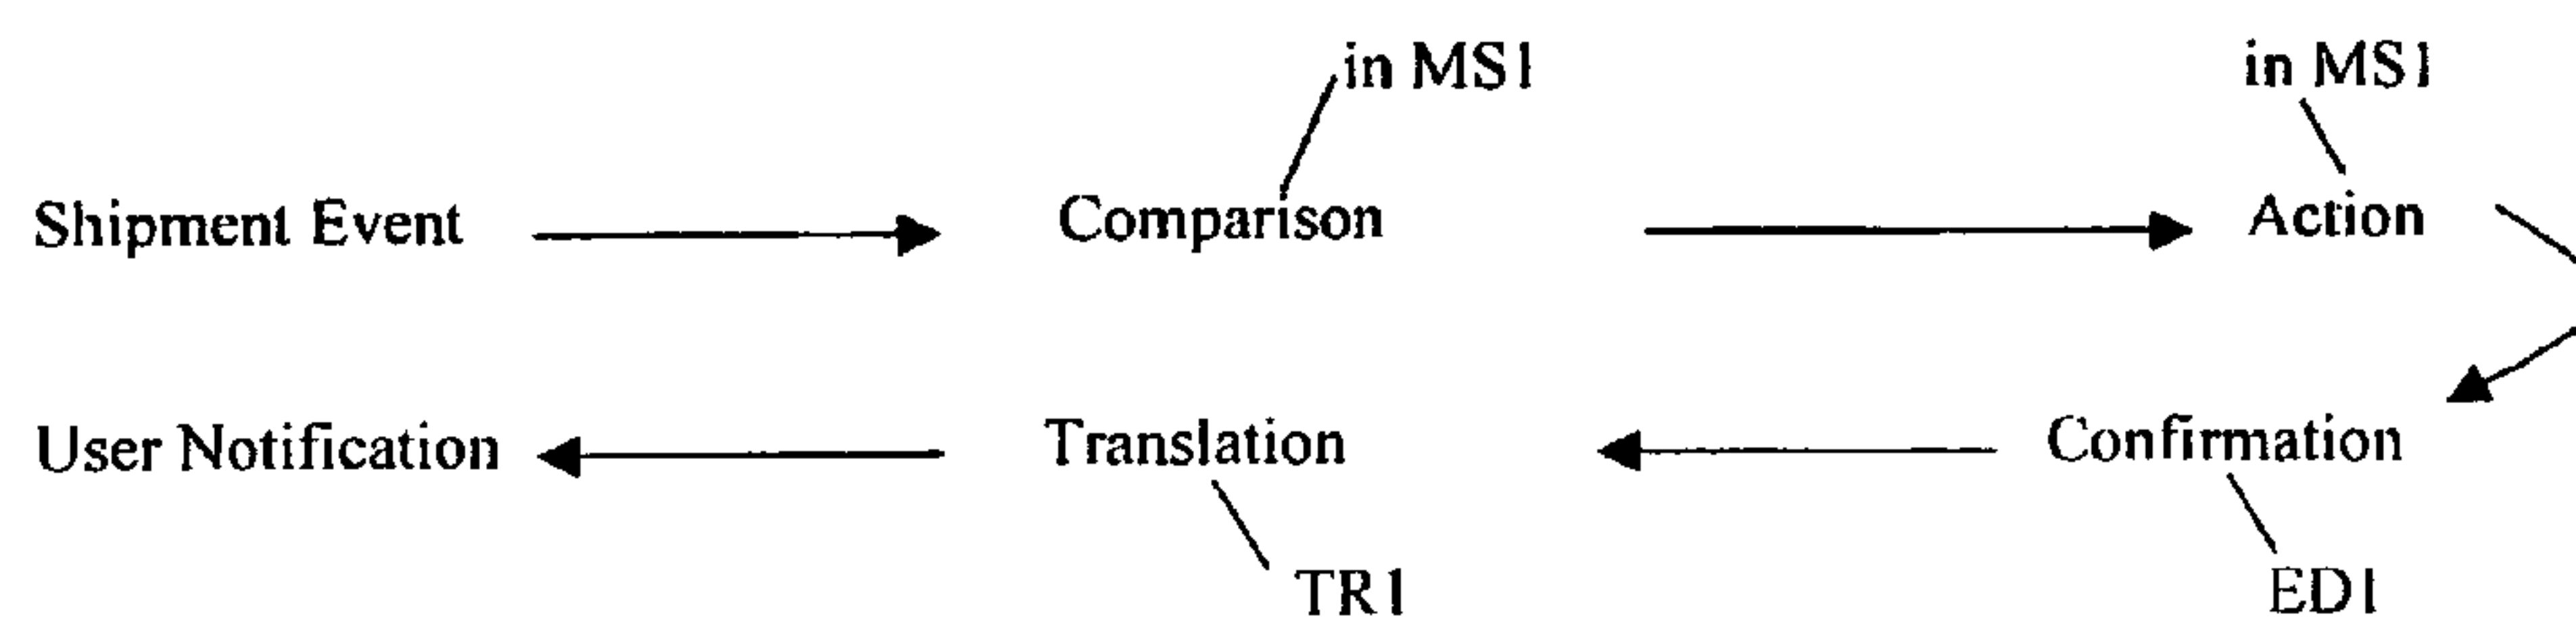 in MS1 in MS1
Shipment Event Comparison Action
User Notification Translation Confirmation
TR1 ED1